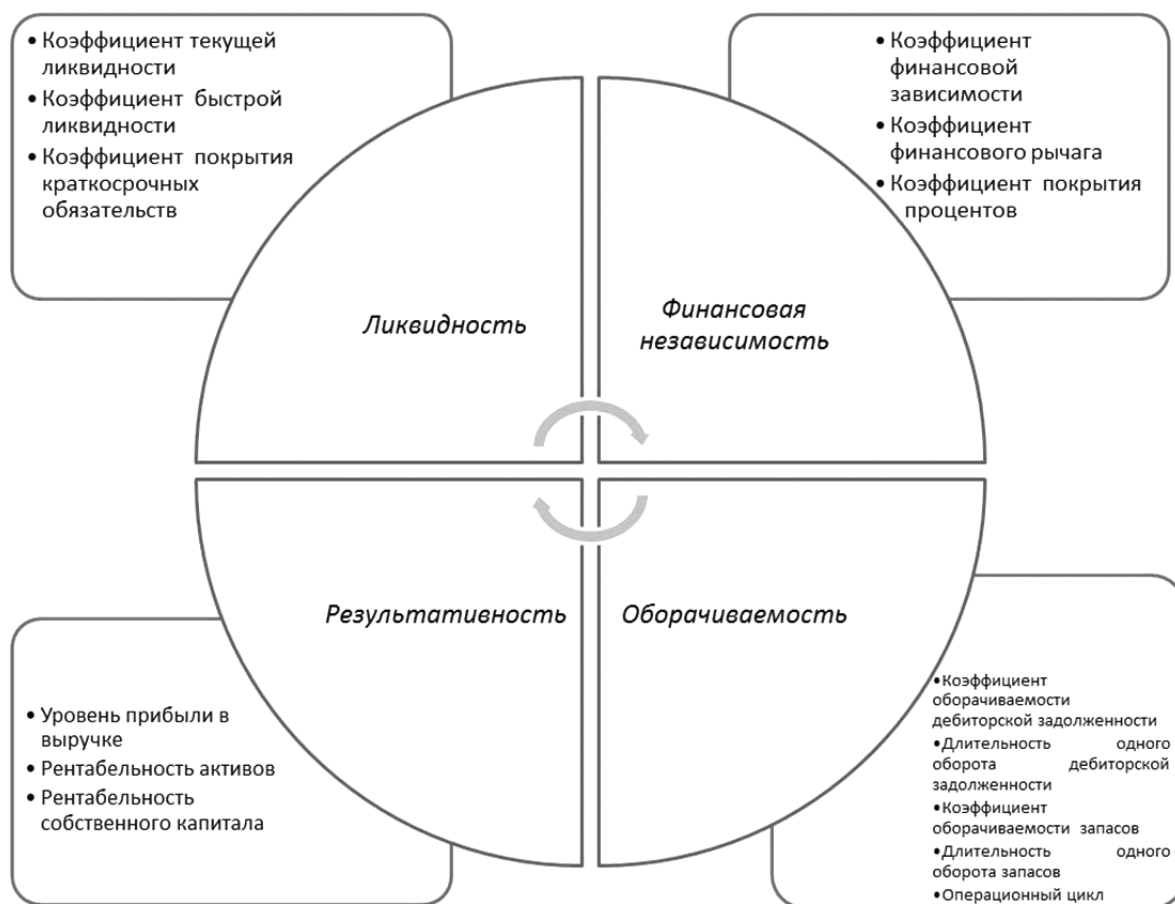 • Коэффициент текущей
ликвидности
• Коэффициент быстрой
ликвидности
• Коэффициент покрытия
краткосрочных
обязательств
• Коэффициент
финансовой
зависимости
• Коэффициент
финансового рычага
• Коэффициент покрытия
процентов
Ликвидность
Финансовая
независимость
Результативность
Оборачиваемость
• Уровень прибыли в
выручке
• Рентабельность активов
• Рентабельность
собственного капитала
•Коэффициент
оборачиваемости
дебиторской задолженности
•Длительность одного
оборота дебиторской
задолженности
•Коэффициент
оборачиваемости запасов
•Длительность одного
оборота запасов
•Операционный цикл